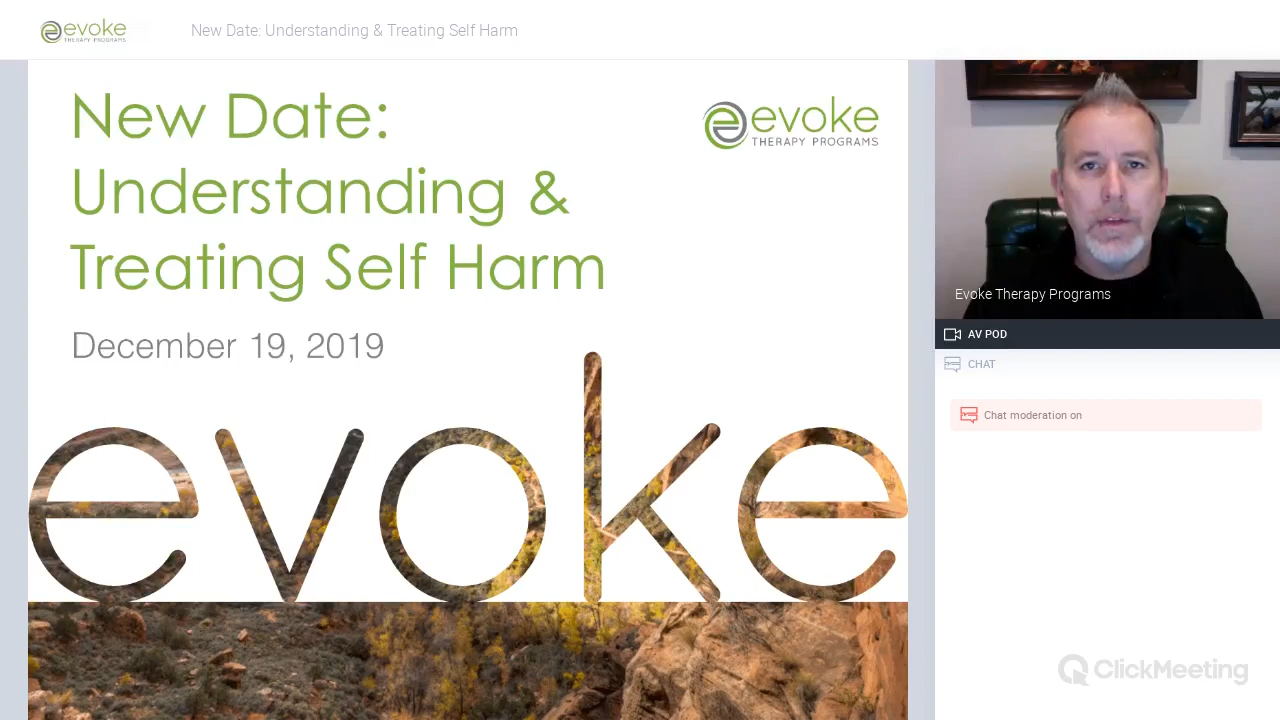 evoke
THERAPY PROGRAMS
New Date: Understanding & Treating Self Harm
New Date:
Understanding &
Treating Self Harm
evoke
THERAPY PROGRAMS
December 19, 2019
evoke
Evoke Therapy Programs
AV POD
CHAT
Chat moderation on
ClickMeeting